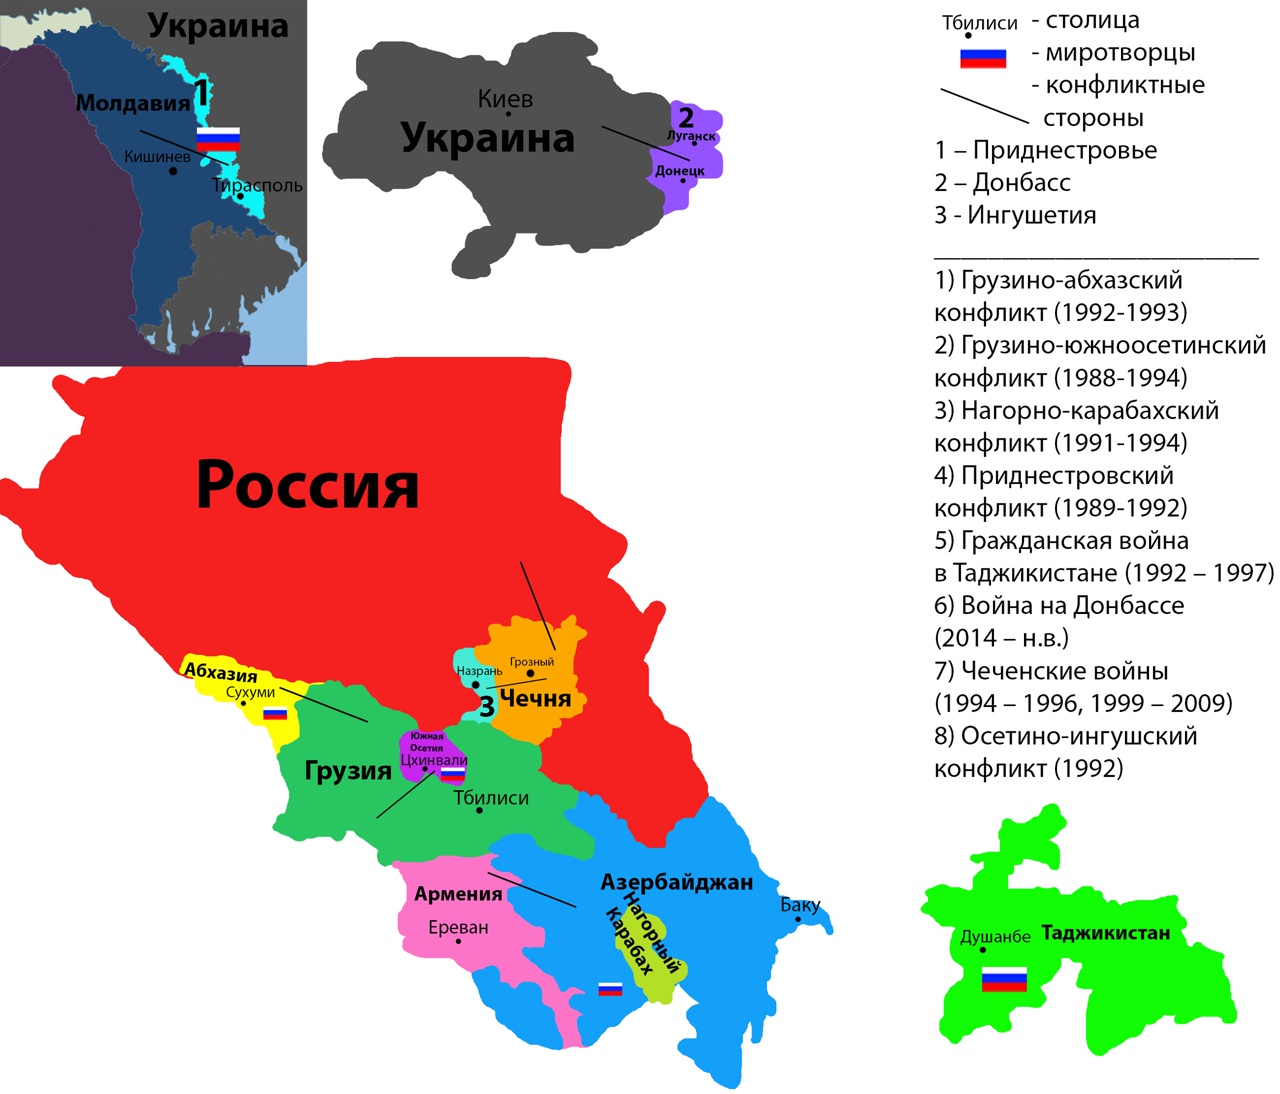 Украина
1
Молдавия
Кишинев
Тирасполь
Киев
Украина
2
Луганск
Донецк
Тбилиси - столица
- миротворцы
- конфликтные
стороны
1 – Приднестровье
2 – Донбасс
3 - Ингушетия
1) Грузино-абхазский
конфликт (1992-1993)
2) Грузино-южноосетинский
конфликт (1988-1994)
3) Нагорно-карабахский
конфликт (1991-1994)
4) Приднестровский
конфликт (1989-1992)
5) Гражданская война
в Таджикистане (1992 – 1997)
6) Война на Донбассе
(2014 – н.в.)
7) Чеченские войны
(1994 – 1996, 1999 – 2009)
8) Осетино-ингушский
конфликт (1992)
Россия
Абхазия
Сухуми
Назрань
Грозный
3
Чечня
Южная
Осетия
Цхинвали
Грузия
Тбилиси
Армения
Ереван
Азербайджан
Баку
Нагорный
Карабах
Душанбе
Таджикистан